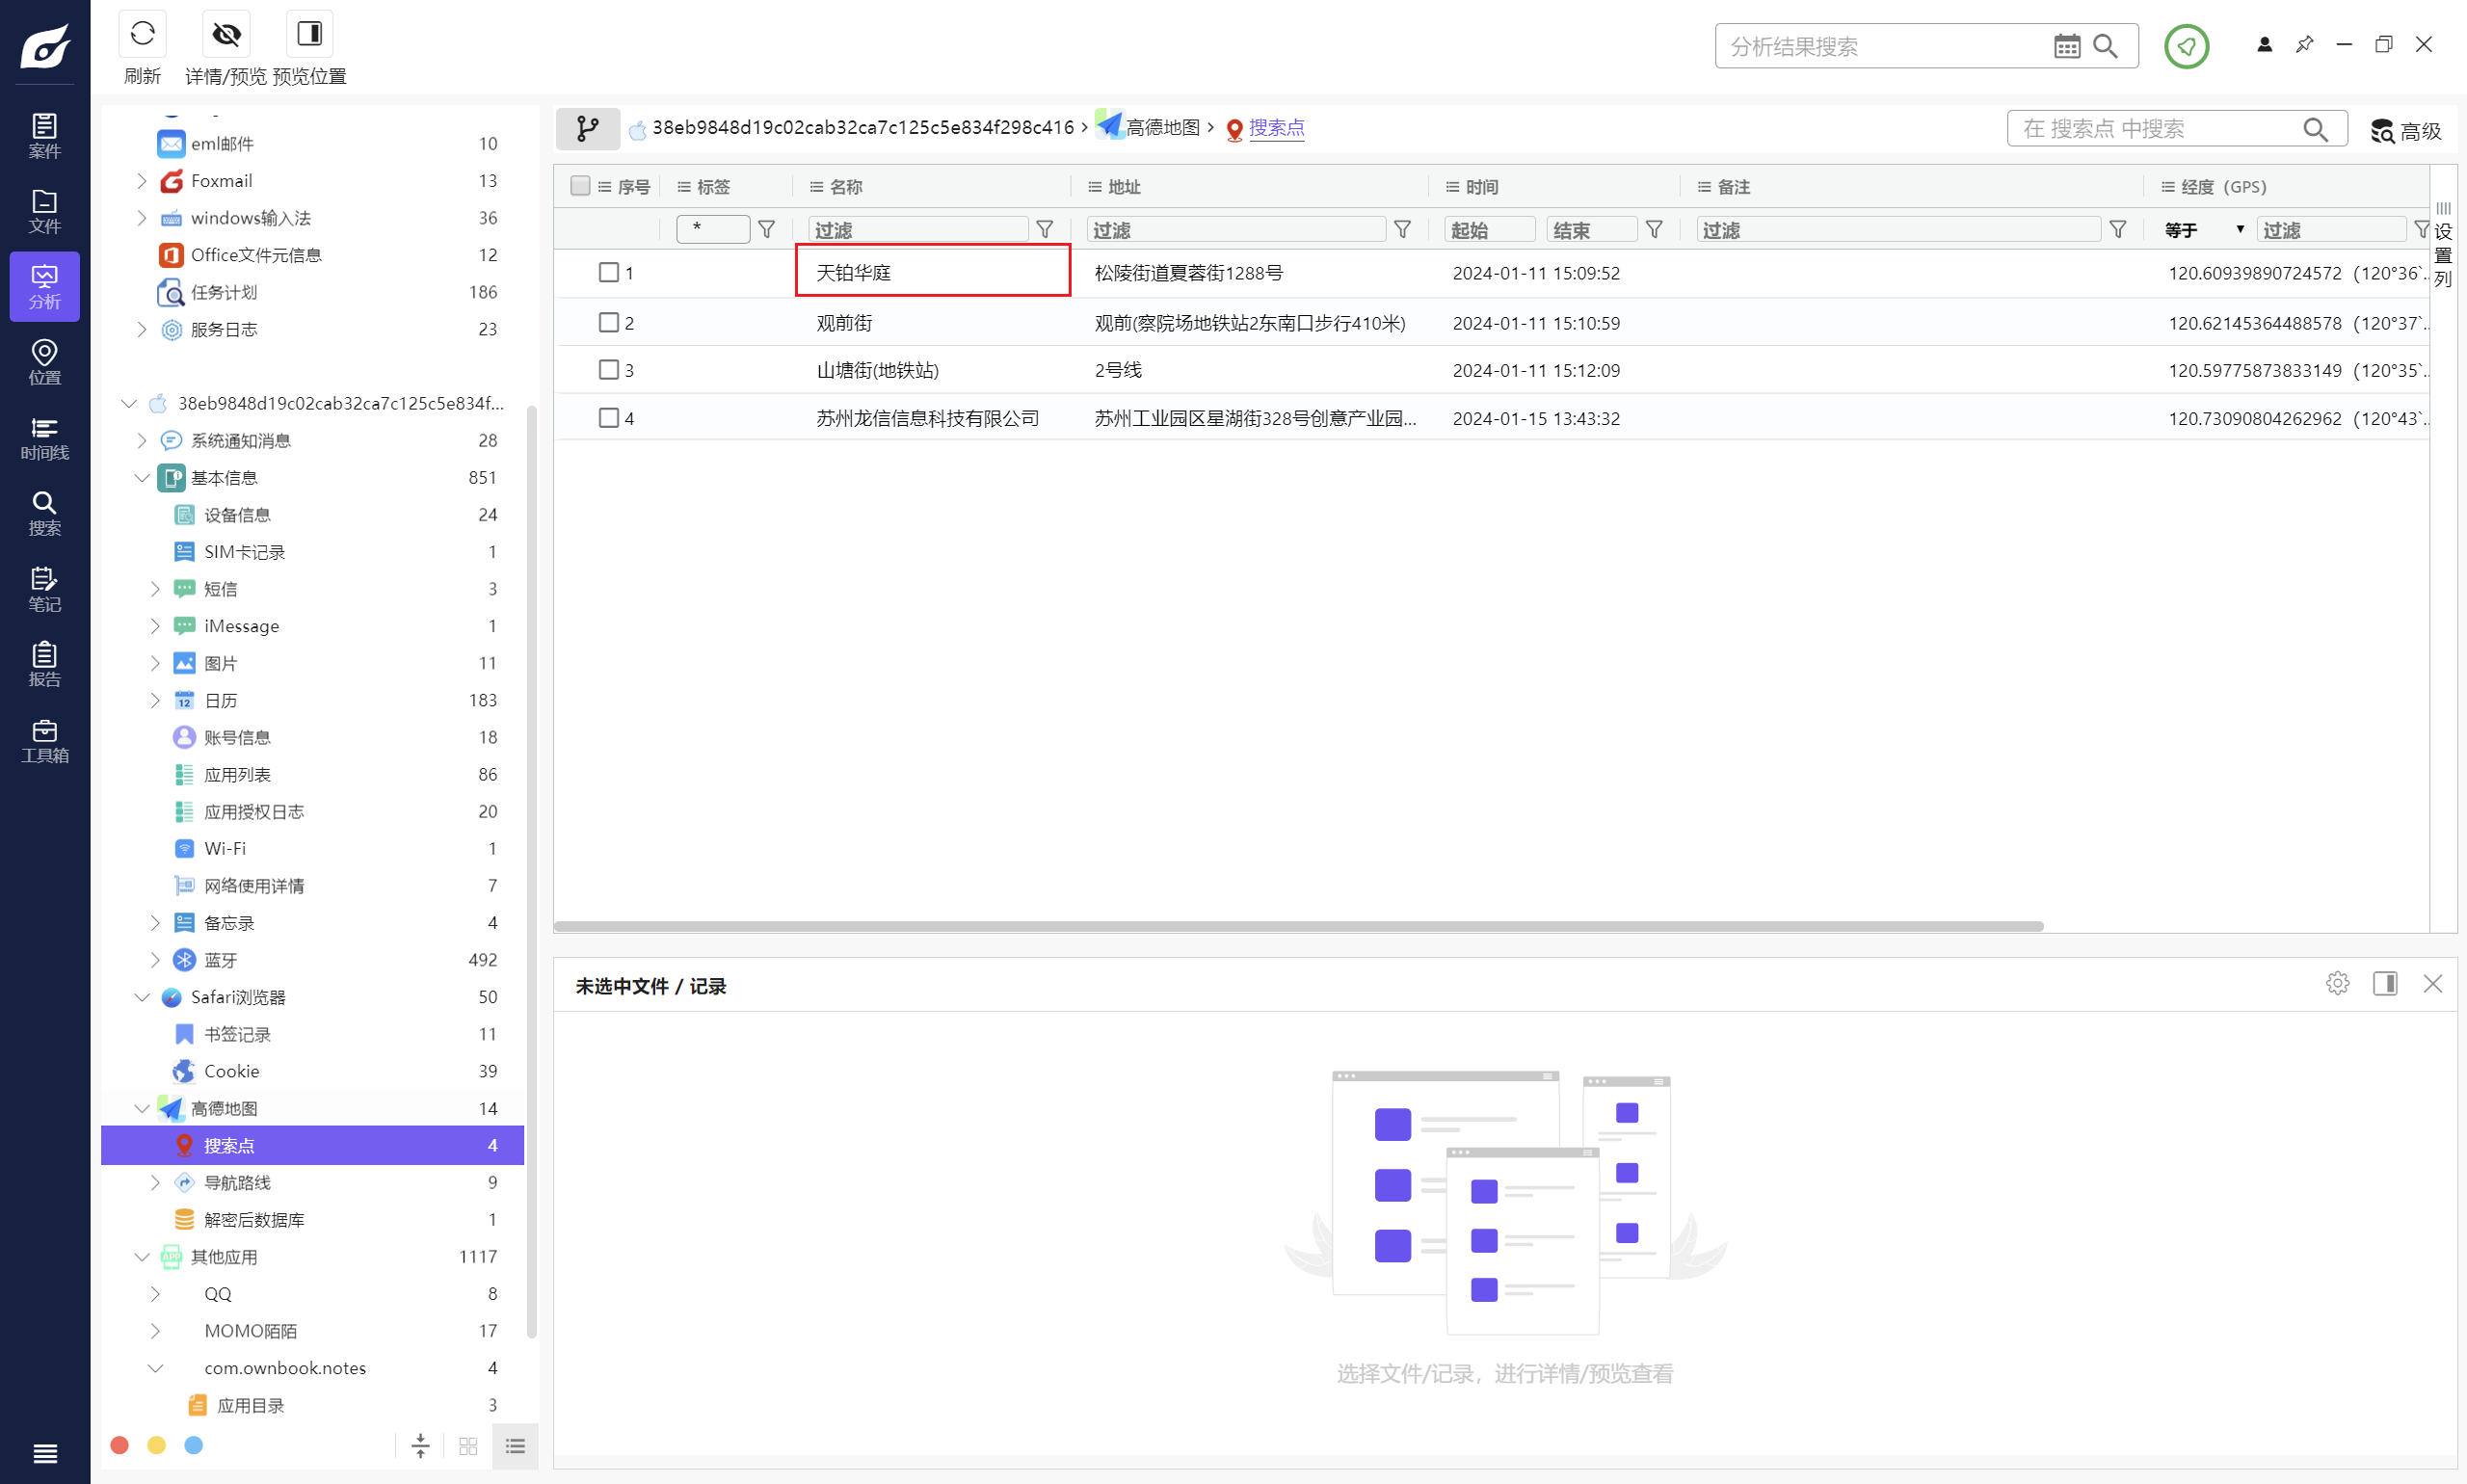 刷新
详情/预览
预览位置
分析结果搜索
案件
文件
分析
位置
时间线
搜索
笔记
报告
工具箱
eml邮件 10
Foxmail 13
windows输入法 36
Office文件元信息 12
任务计划 186
服务日志 23
38eb9848d19c02cab32ca7c125c5e834f...
系统通知消息 28
基本信息 851
设备信息 24
SIM卡记录 1
短信 3
iMessage 1
图片 11
日历 183
账号信息 18
应用列表 86
应用授权日志 20
Wi-Fi 1
网络使用详情 7
备忘录 4
蓝牙 492
Safari浏览器 50
书签记录 11
Cookie 39
高德地图 14
搜索点 4
导航路线 9
解密后数据库 1
其他应用 1117
QQ 8
MOMO陌陌 17
com.ownbook.notes 4
应用目录 3
38eb9848d19c02cab32ca7c125c5e834f298c416 › 高德地图 › 搜索点
在 搜索点 中搜索
高级
序号 标签 名称 地址 时间 备注 经度（GPS）
* 过滤 过滤 起始 结束 过滤 等于 ▼ 过滤
1 天铂华庭 松陵街道夏蓉街1288号 2024-01-11 15:09:52 120.60939890724572（120°36`..
2 观前街 观前(察院场地铁站2东南口步行410米) 2024-01-11 15:10:59 120.62145364488578（120°37`..
3 山塘街(地铁站) 2号线 2024-01-11 15:12:09 120.59775873833149（120°35`..
4 苏州龙信信息科技有限公司 苏州工业园区星湖街328号创意产业园... 2024-01-15 13:43:32 120.73090804262962（120°43`..
设置列
未选中文件 / 记录
选择文件/记录，进行详情/预览查看